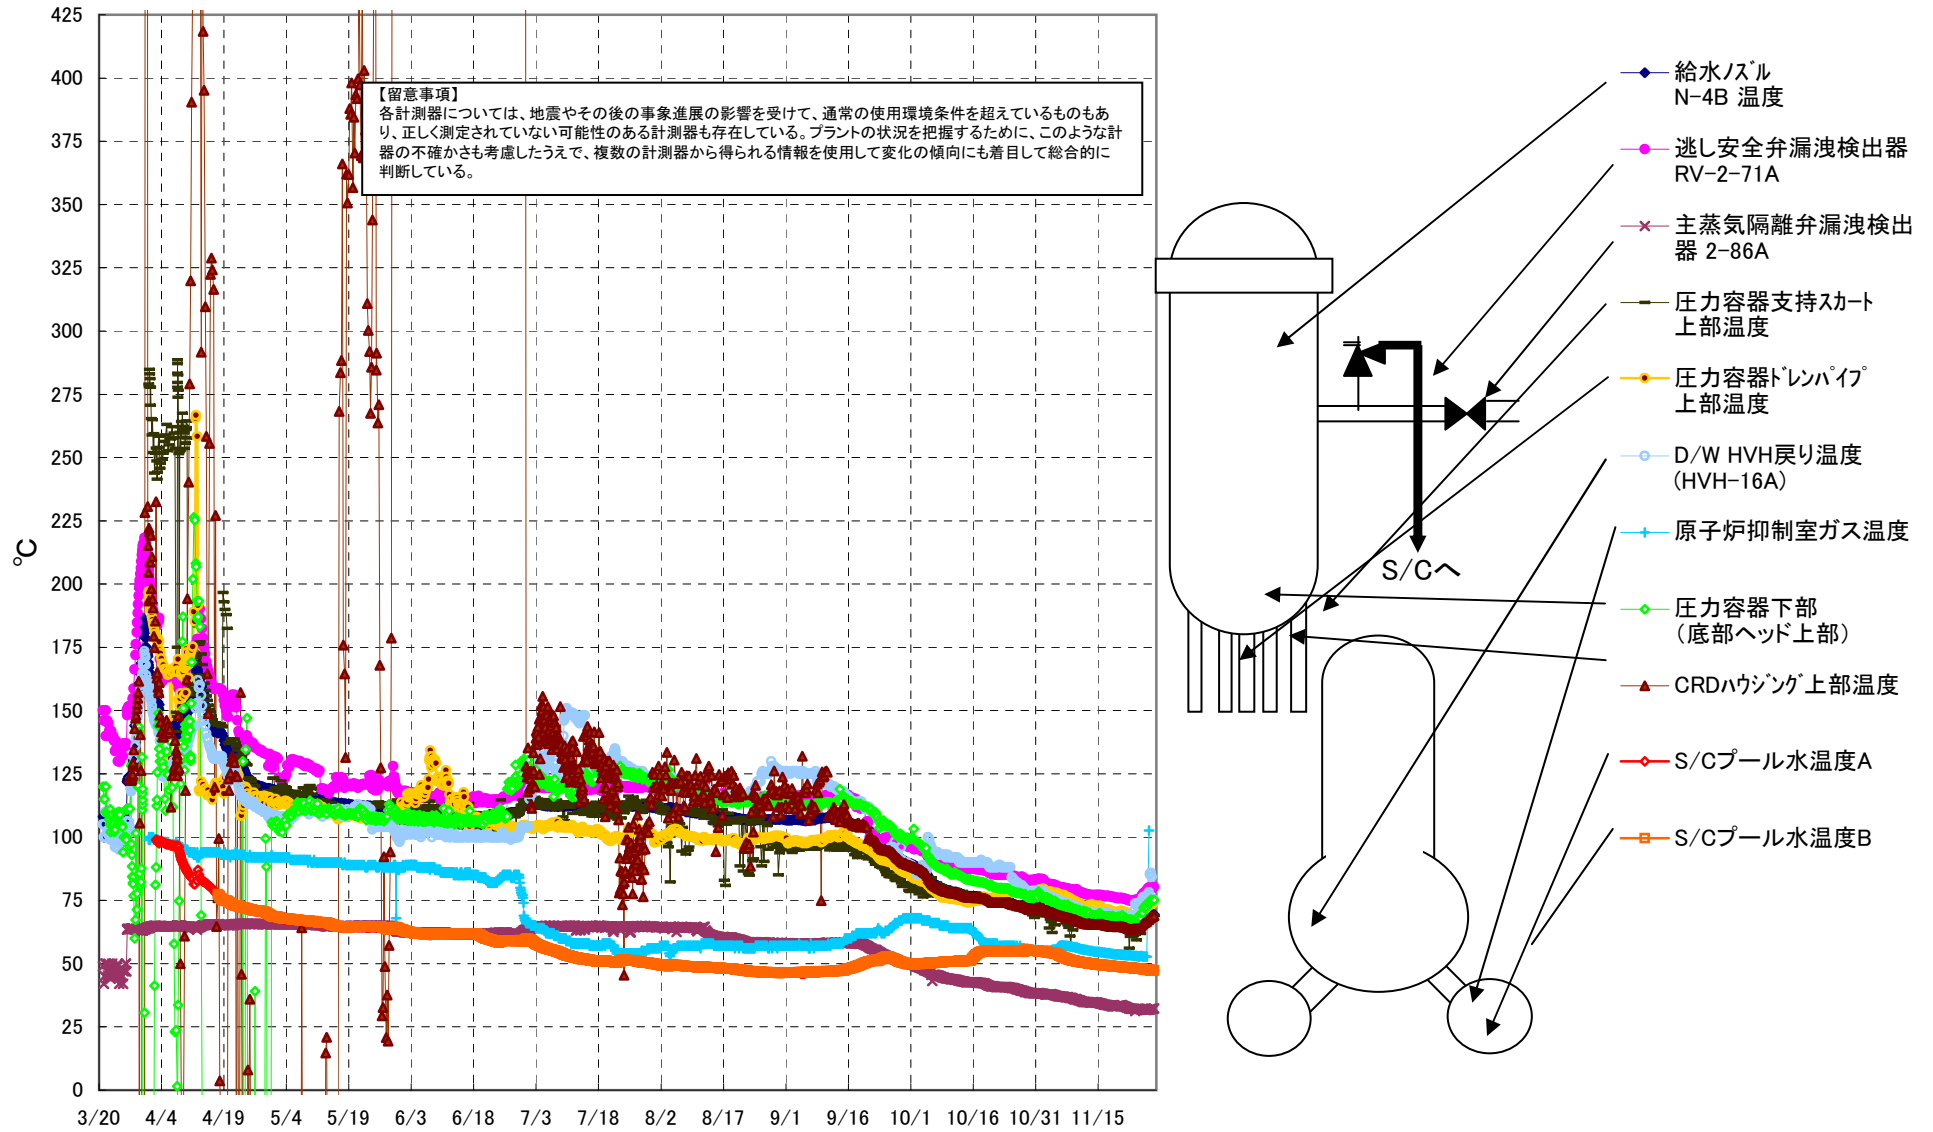 425
400
375
350
325
300
275
250
225
200
175
150
125
100
75
50
25
0
℃
3/20 4/4 4/19 5/4 5/19 6/3 6/18 7/3 7/18 8/2 8/17 9/1 9/16 10/1 10/16 10/31 11/15
【留意事項】
各計測器については、地震やその後の事象進展の影響を受けて、通常の使用環境条件を超えているものもあ
り、正しく測定されていない可能性のある計測器も存在している。プラントの状況を把握するために、このような計
器の不確かさも考慮したうえで、複数の計測器から得られる情報を使用して変化の傾向にも着目して総合的に
判断している。
S/Cへ
給水ﾉｽﾞﾙ
N-4B 温度
逃し安全弁漏洩検出器
RV-2-71A
主蒸気隔離弁漏洩検出
器 2-86A
圧力容器支持ｽｶｰﾄ
上部温度
圧力容器ﾄﾞﾚﾝﾊﾟｲﾌﾟ
上部温度
D/W HVH戻り温度
(HVH-16A)
原子炉抑制室ガス温度
圧力容器下部
（底部ヘッド上部）
CRDﾊｳｼﾞﾝｸﾞ上部温度
S/Cプール水温度A
S/Cプール水温度B